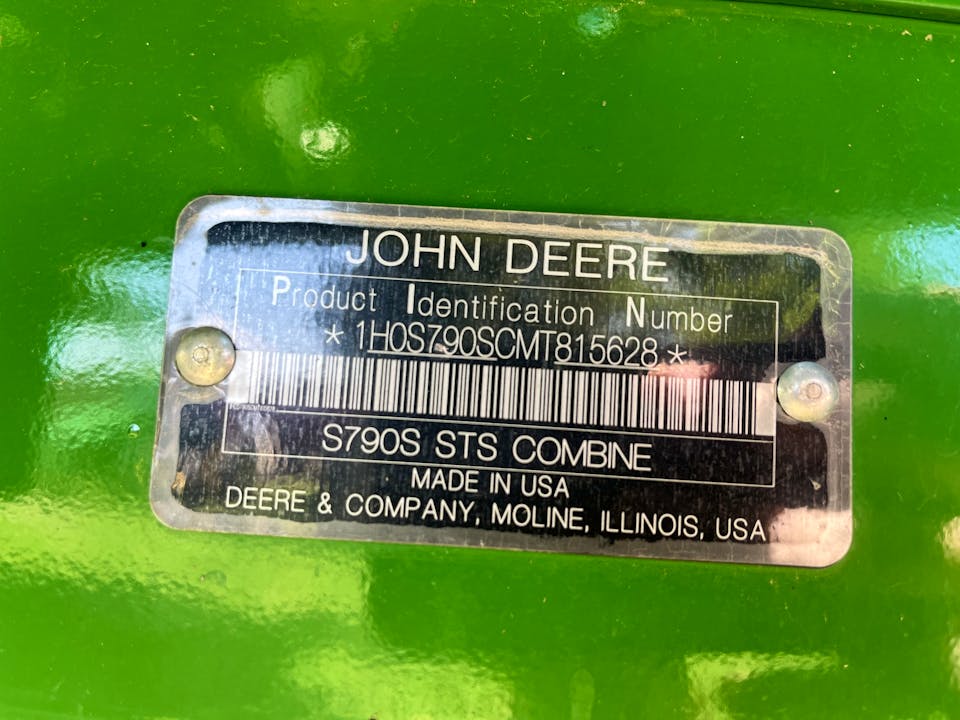 JOHN DEERE
Product Identification Number
* 1H0S790SCMT815628 *
S790S STS COMBINE
MADE IN USA
DEERE & COMPANY, MOLINE, ILLINOIS, USA